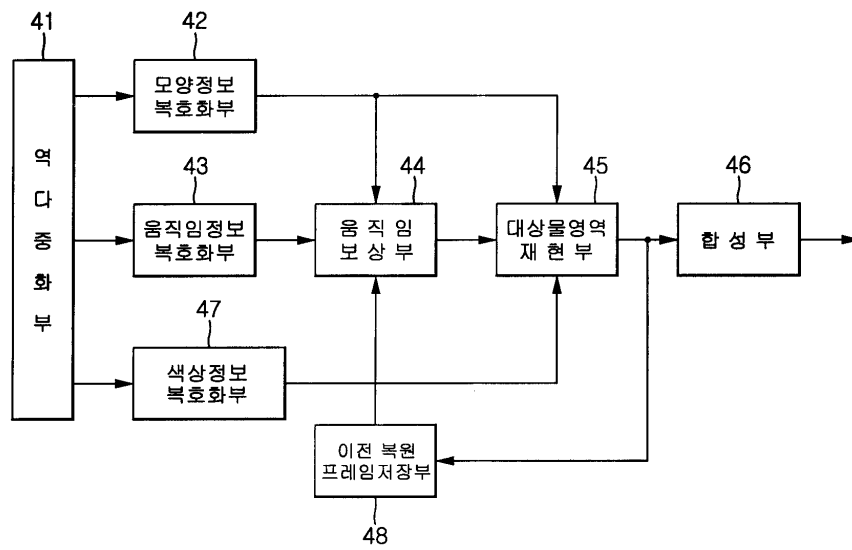 41
역
다
중
화
부
42
모양정보
복호화부
43
움직임정보
복호화부
44
움 직 임
보 상 부
45
대상물영역
재 현 부
46
합 성 부
47
색상정보
복호화부
이전 복원
프레임저장부
48